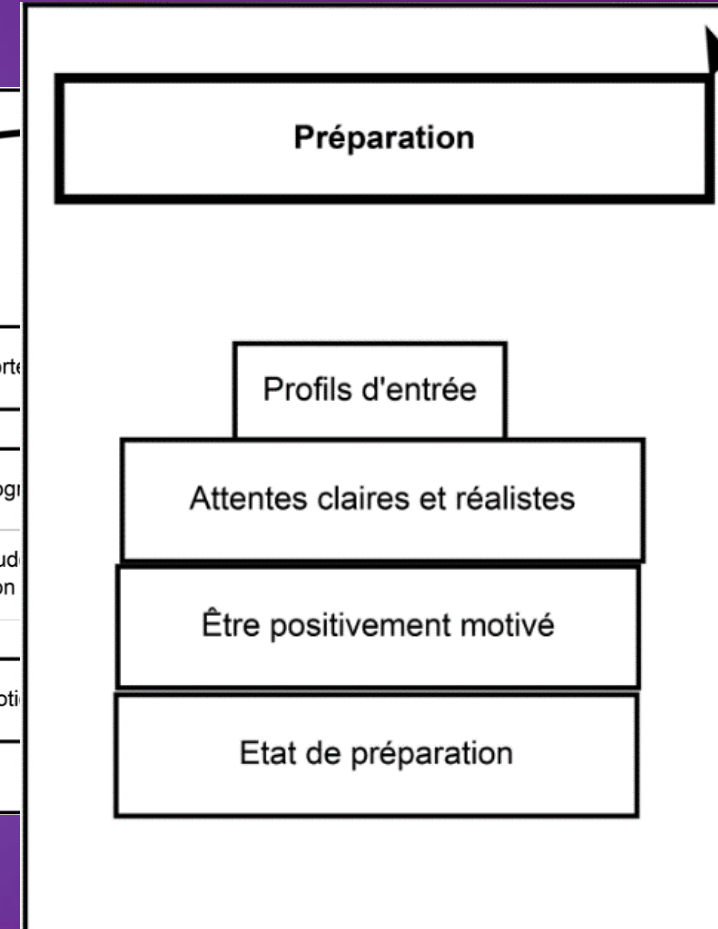 Préparation
Profils d'entrée
Attentes claires et réalistes
Être positivement motivé
Etat de préparation